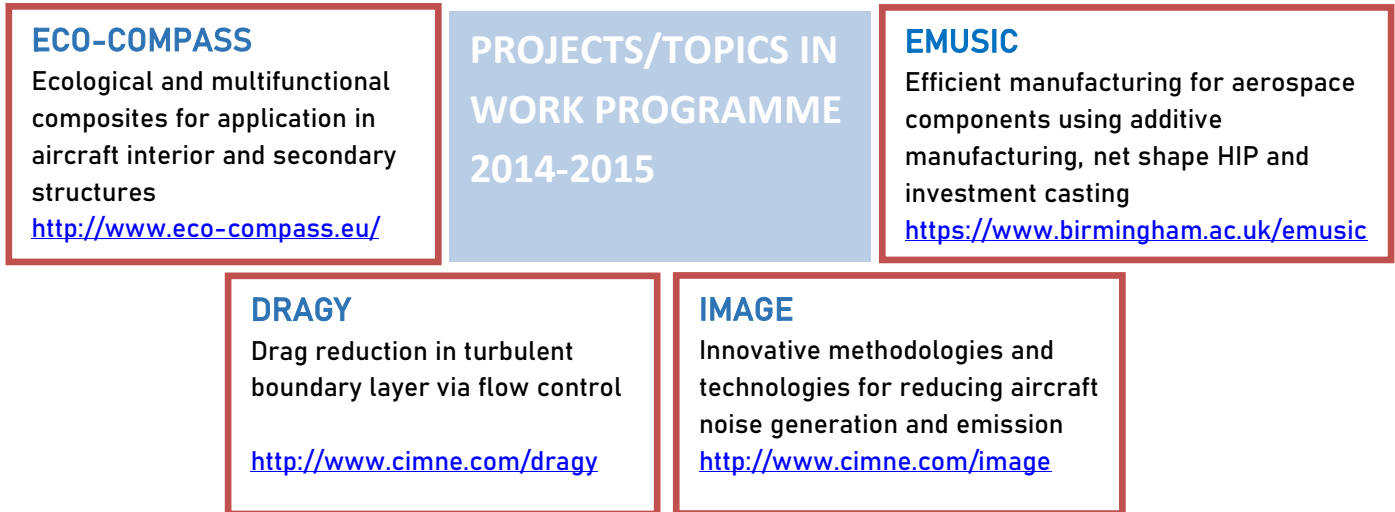 ECO-COMPASS
Ecological and multifunctional
composites for application in
aircraft interior and secondary
structures
http://www.eco-compass.eu/
PROJECTS/TOPICS IN
WORK PROGRAMME
2014-2015
EMUSIC
Efficient manufacturing for aerospace
components using additive
manufacturing, net shape HIP and
investment casting
https://www.birmingham.ac.uk/emusic
DRAGY
Drag reduction in turbulent
boundary layer via flow control
http://www.cimne.com/dragy
IMAGE
Innovative methodologies and
technologies for reducing aircraft
noise generation and emission
http://www.cimne.com/image